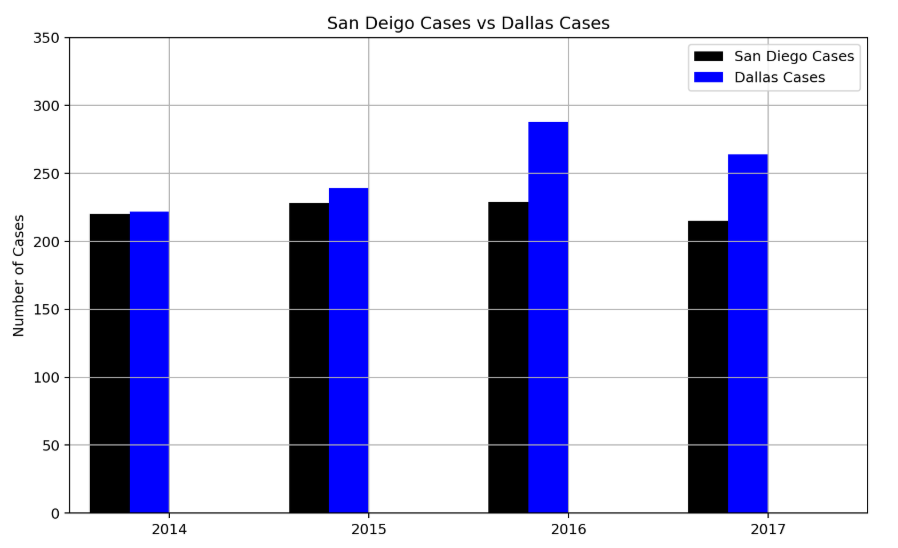 San Deigo Cases vs Dallas Cases
San Diego Cases
Dallas Cases
Number of Cases
350
300
250
200
150
100
50
0
2014 2015 2016 2017